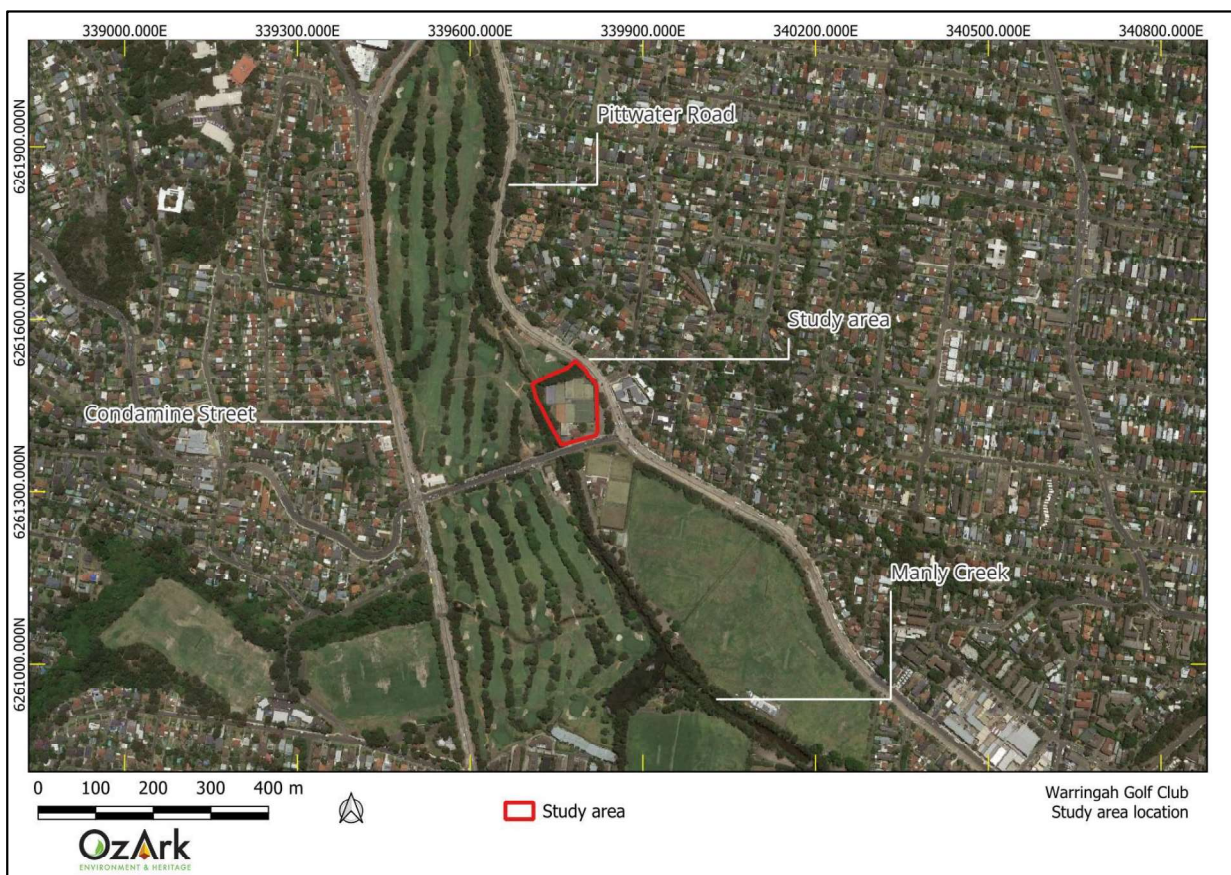 339000.000E 339300.000E 339600.000E 339900.000E 340200.000E 340500.000E 340800.000E
6261900.000N
6261600.000N
6261300.000N
6261000.000N
Pittwater Road
Study area
Condamine Street
Manly Creek
0 100 200 300 400 m
Study area
Warringah Golf Club
Study area location
OzArk
ENVIRONMENT & HERITAGE